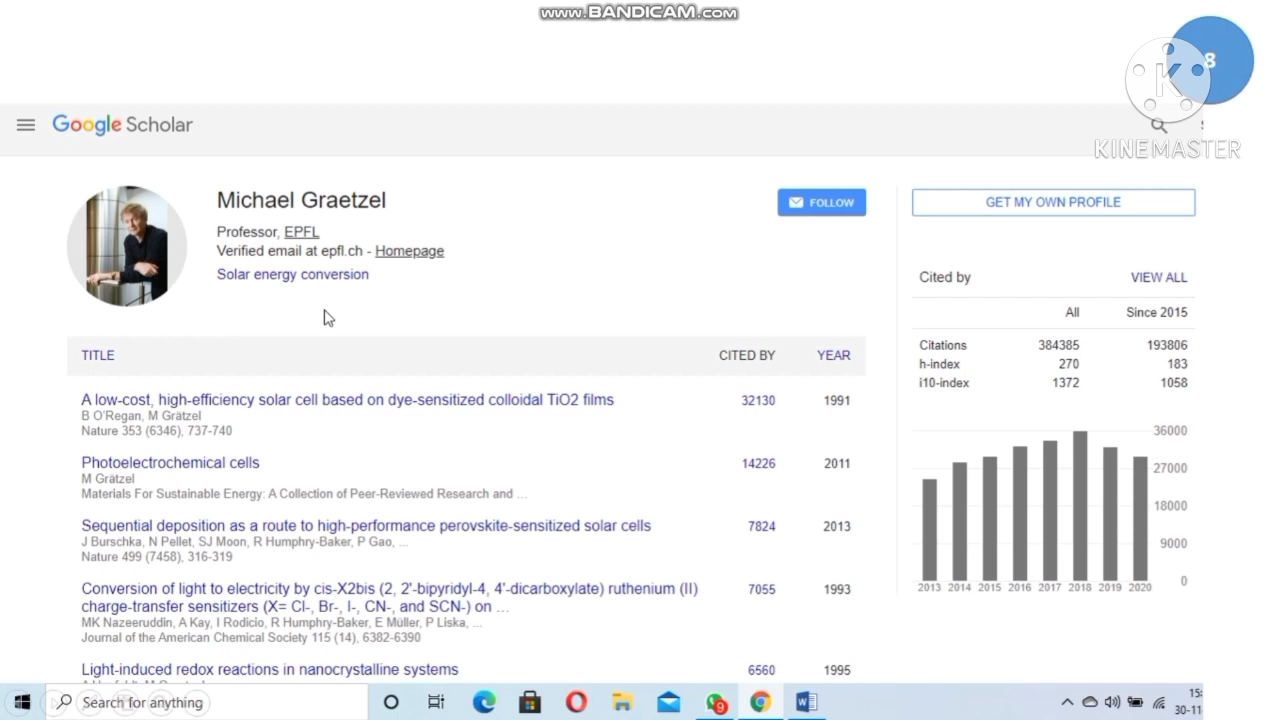 www.BANDICAM.com
8
K
KINEMASTER
Google Scholar
Michael Graetzel
Professor, EPFL
Verified email at epfl.ch - Homepage
Solar energy conversion
FOLLOW
GET MY OWN PROFILE
Cited by VIEW ALL
All Since 2015
Citations 384385 193806
h-index 270 183
i10-index 1372 1058
36000
27000
18000
9000
0
2013 2014 2015 2016 2017 2018 2019 2020
TITLE CITED BY YEAR
A low-cost, high-efficiency solar cell based on dye-sensitized colloidal TiO2 films 32130 1991
B O'Regan, M Grätzel
Nature 353 (6346), 737-740
Photoelectrochemical cells 14226 2011
M Grätzel
Materials For Sustainable Energy: A Collection of Peer-Reviewed Research and ...
Sequential deposition as a route to high-performance perovskite-sensitized solar cells 7824 2013
J Burschka, N Pellet, SJ Moon, R Humphry-Baker, P Gao, ...
Nature 499 (7458), 316-319
Conversion of light to electricity by cis-X2bis (2, 2'-bipyridyl-4, 4'-dicarboxylate) ruthenium (II) 7055 1993
charge-transfer sensitizers (X= Cl-, Br-, I-, CN-, and SCN-) on ...
MK Nazeeruddin, A Kay, I Rodicio, R Humphry-Baker, E Müller, P Liska, ...
Journal of the American Chemical Society 115 (14), 6382-6390
Light-induced redox reactions in nanocrystalline systems 6560 1995
Search for anything
9
15:
30-11